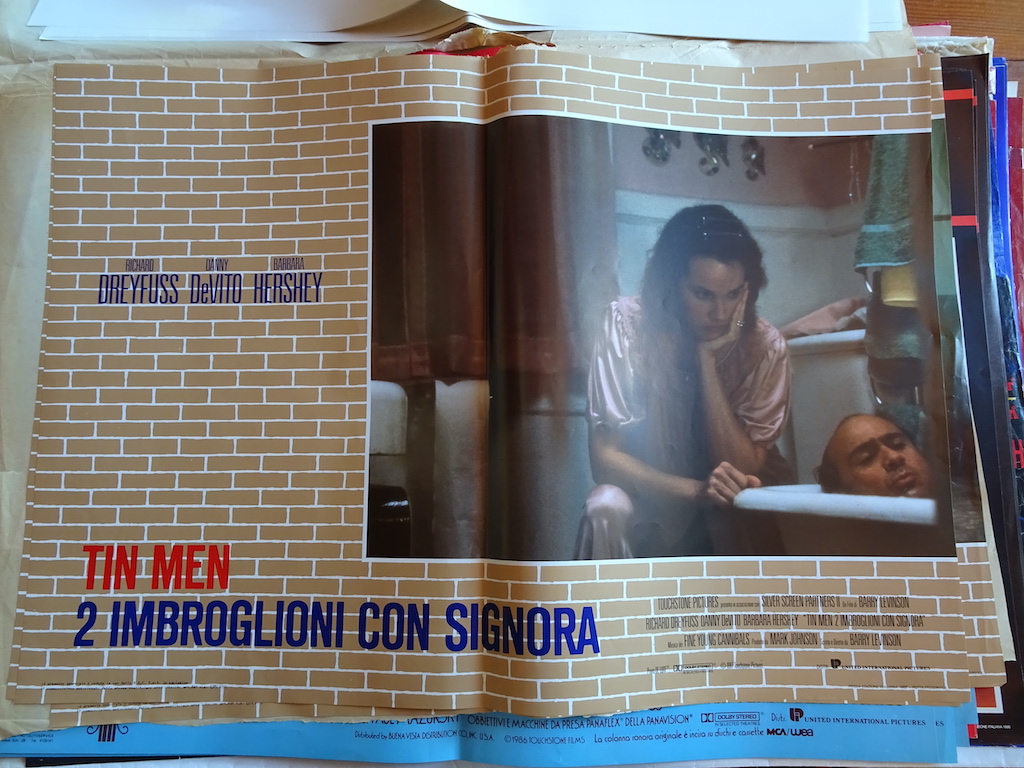 RICHARD DANNY BARBARA
DREYFUSS DeVITO HERSHEY
TIN MEN
2 IMBROGLIONI CON SIGNORA
TOUCHSTONE PICTURES SILVER SCREEN PARTNERS II BARRY LEVINSON
RICHARD DREYFUSS DANNY DeVITO BARBARA HERSHEY "TIN MEN 2 IMBROGLIONI CON SIGNORA"
FINE YOUNG CANNIBALS MARK JOHNSON BARRY LEVINSON
UNITED INTERNATIONAL PICTURES
"OBBIETTIVI E MACCHINE DA PRESA PANAFLEX® DELLA PANAVISION" DOLBY STEREO Distr. UNITED INTERNATIONAL PICTURES
Distributed by BUENA VISTA DISTRIBUTION CO, INC. U.S.A. © 1986 TOUCHSTONE FILMS La colonna sonora originale è incisa su dischi e cassette MCA/wea